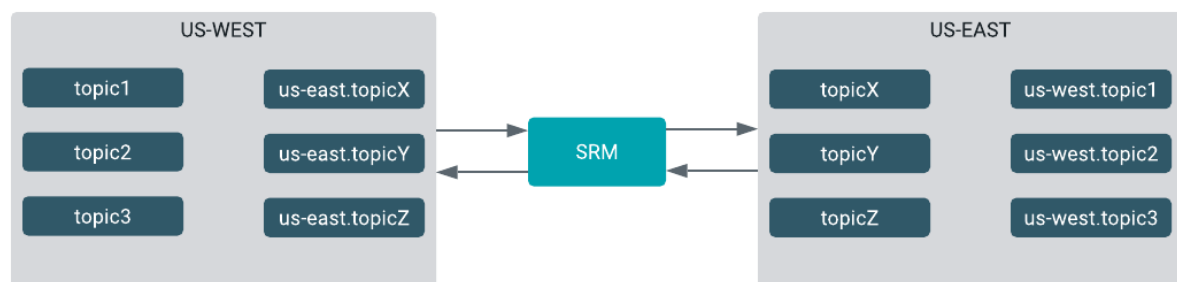 US-WEST
topic1
us-east.topicX
topic2
us-east.topicY
topic3
us-east.topicZ
SRM
US-EAST
topicX
us-west.topic1
topicY
us-west.topic2
topicZ
us-west.topic3